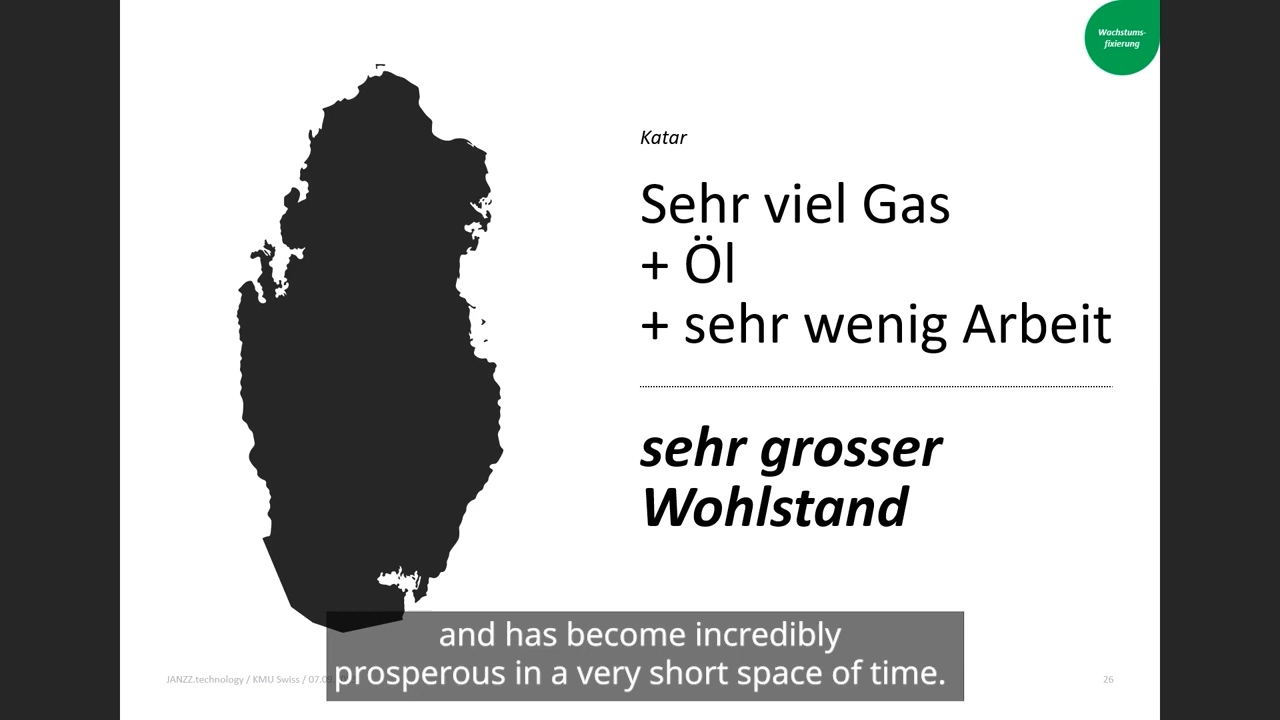 Wachstums-
fixierung
Katar
Sehr viel Gas
+ Öl
+ sehr wenig Arbeit
sehr grosser
Wohlstand
and has become incredibly
prosperous in a very short space of time.
JANZZ.technology / KMU Swiss / 07.09
26